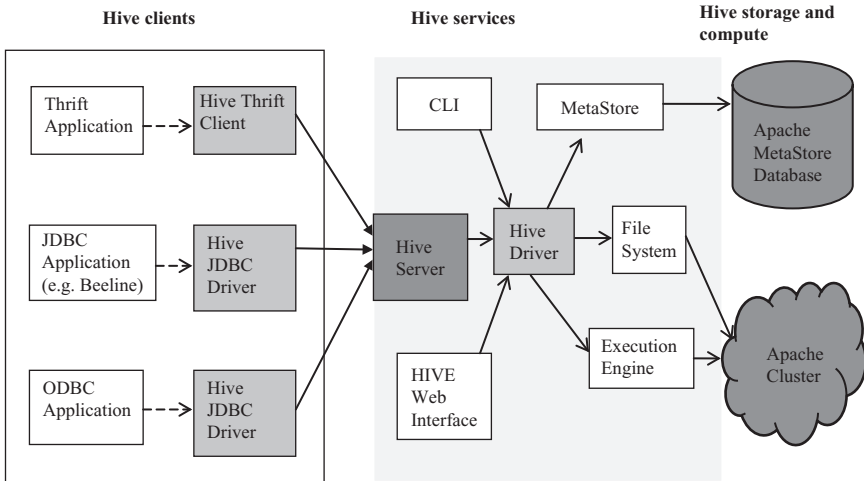 Hive clients
Hive services
Hive storage and
compute
Thrift
Application
Hive Thrift
Client
CLI
MetaStore
Apache
MetaStore
Database
JDBC
Application
(e.g. Beeline)
Hive
JDBC
Driver
Hive
Server
Hive
Driver
File
System
ODBC
Application
Hive
JDBC
Driver
HIVE
Web
Interface
Execution
Engine
Apache
Cluster